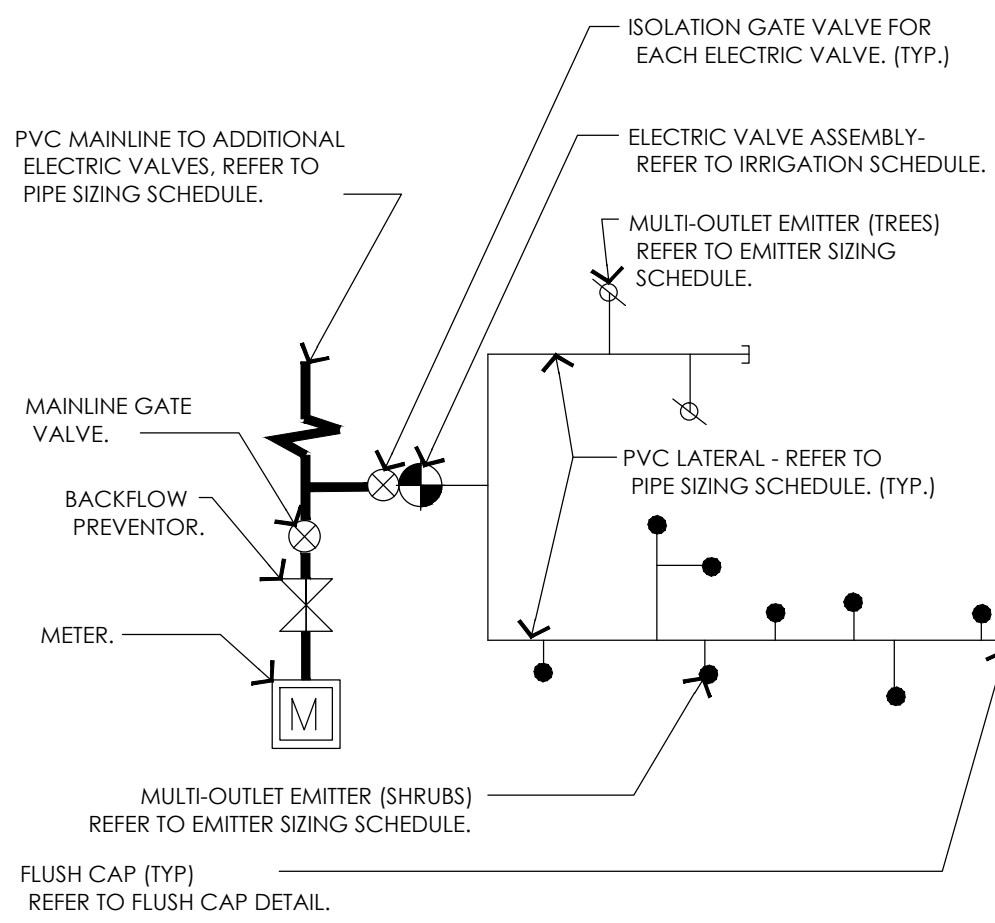 ISOLATION GATE VALVE FOR
EACH ELECTRIC VALVE. (TYP.)
PVC MAINLINE TO ADDITIONAL
ELECTRIC VALVES, REFER TO
PIPE SIZING SCHEDULE.
ELECTRIC VALVE ASSEMBLY-
REFER TO IRRIGATION SCHEDULE.
MULTI-OUTLET EMITTER (TREES)
REFER TO EMITTER SIZING
SCHEDULE.
MAINLINE GATE
VALVE.
PVC LATERAL - REFER TO
PIPE SIZING SCHEDULE. (TYP.)
BACKFLOW
PREVENTOR.
METER.
M
MULTI-OUTLET EMITTER (SHRUBS)
REFER TO EMITTER SIZING SCHEDULE.
FLUSH CAP (TYP)
REFER TO FLUSH CAP DETAIL.